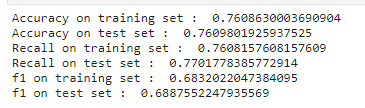 Accuracy on training set :  0.7608630003690904
Accuracy on test set :  0.7609801925937525
Recall on training set :  0.7608157608157609
Recall on test set :  0.7701778385772914
f1 on training set :  0.6832022047384095
f1 on test set :  0.6887552247935569